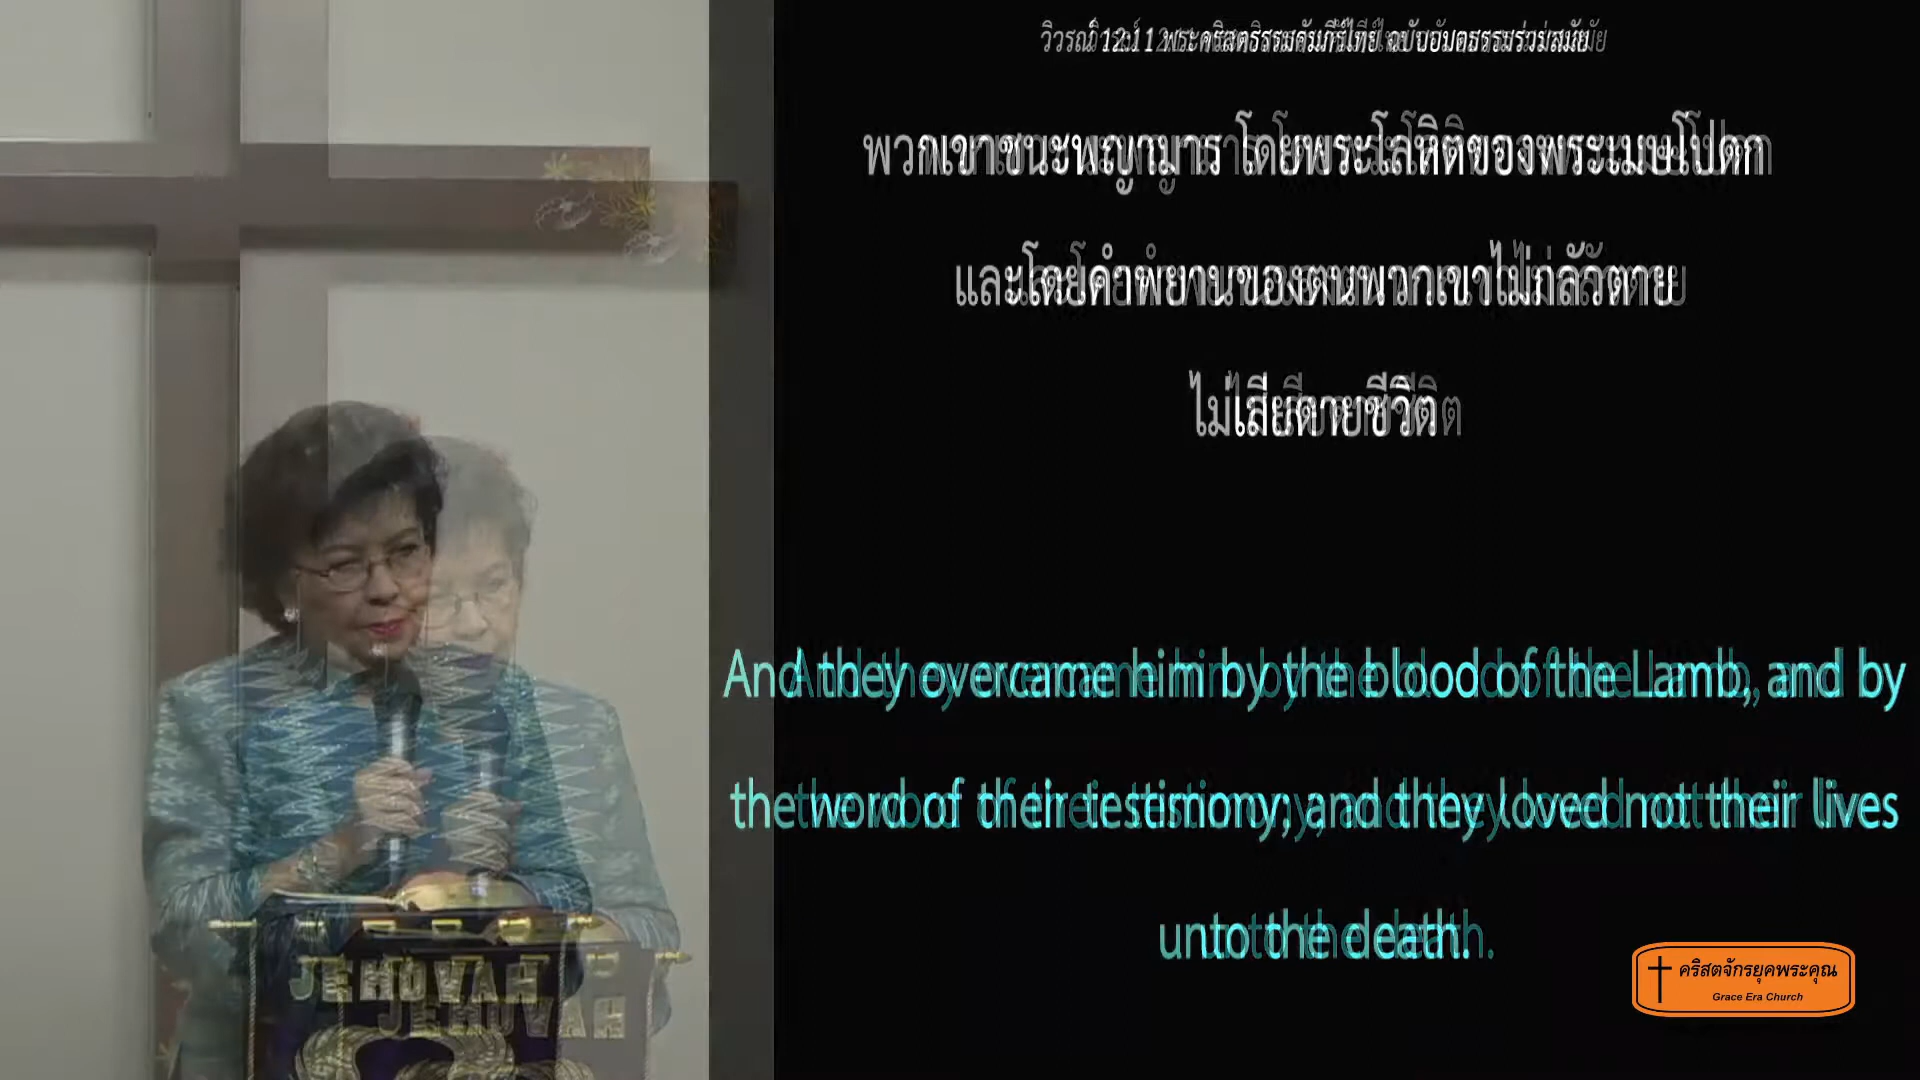 วิวรณ์ 12:11 พระคริสตธรรมคัมภีร์ไทย ฉบับอมตธรรมร่วมสมัย
พวกเขาชนะพญามาร โดยพระโลหิตของพระเมษโปดก
และโดยคำพยานของตนพวกเขาไม่กลัวตาย
ไม่เสียดายชีวิต
And they overcame him by the blood of the Lamb, and by
the word of their testimony; and they loved not their lives
unto the death.
JEHOVAH
คริสตจักรยุคพระคุณ
Grace Era Church